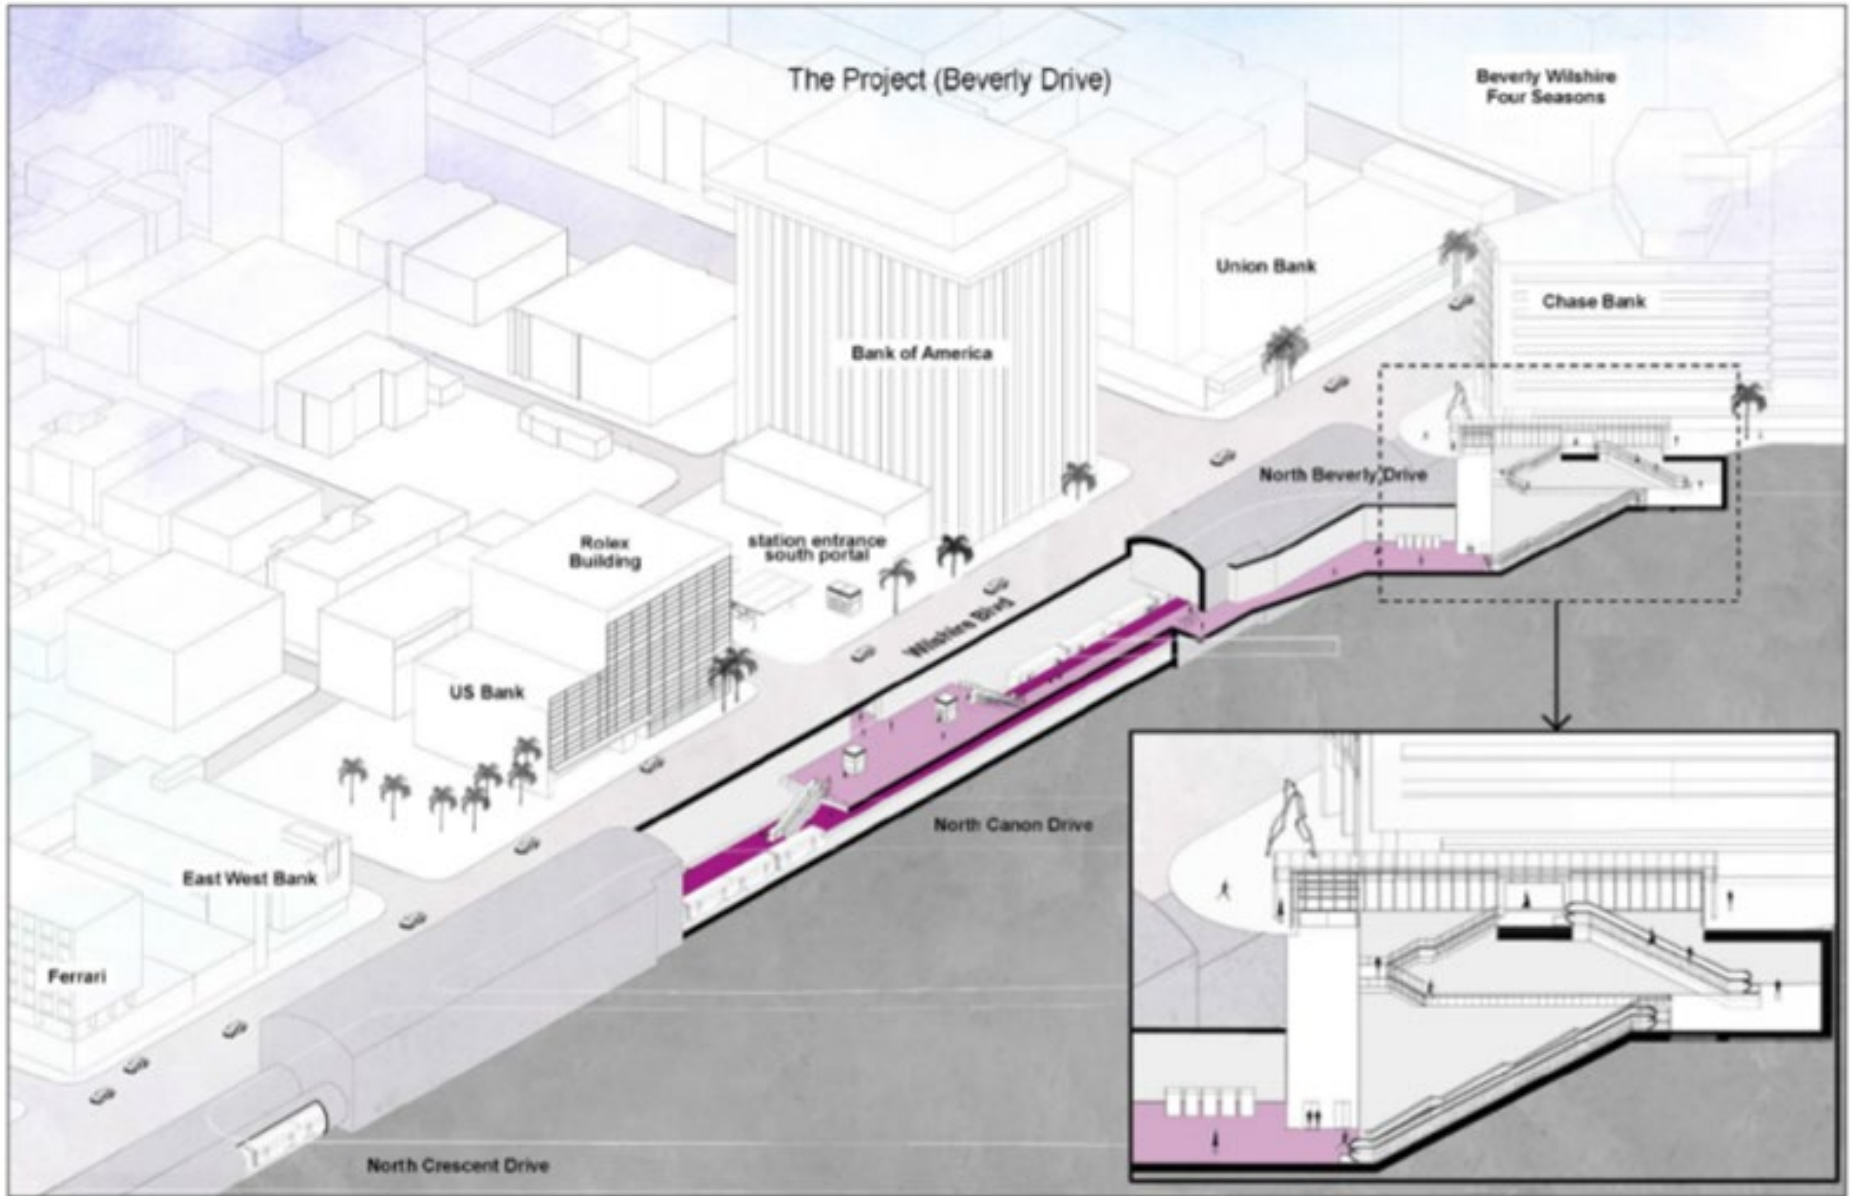 The Project (Beverly Drive)
Beverly Wilshire
Four Seasons
Union Bank
Chase Bank
Bank of America
North Beverly Drive
station entrance
south portal
Rolex
Building
Wilshire Blvd
US Bank
North Canon Drive
East West Bank
Ferrari
North Crescent Drive